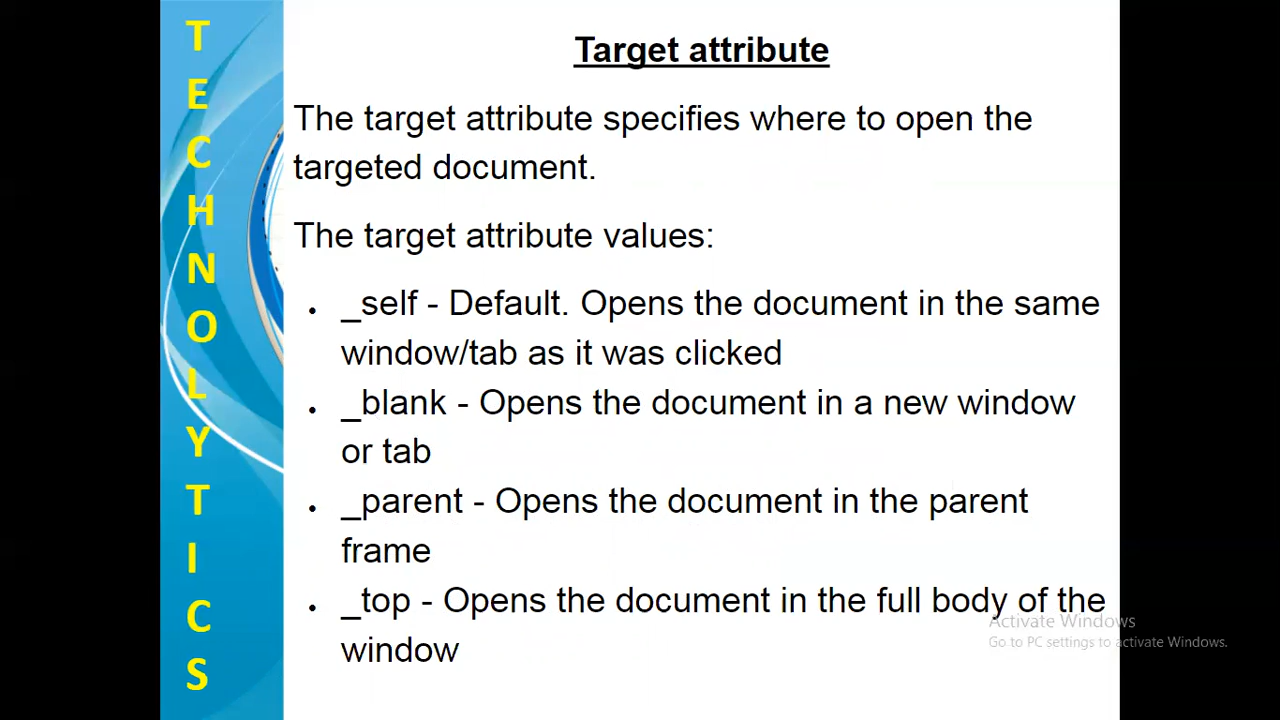 TECHNOLYTICS
Target attribute
The target attribute specifies where to open the
targeted document.
The target attribute values:
• _self - Default. Opens the document in the same
window/tab as it was clicked
• _blank - Opens the document in a new window
or tab
• _parent - Opens the document in the parent
frame
• _top - Opens the document in the full body of the
window
Activate Windows
Go to PC settings to activate Windows.